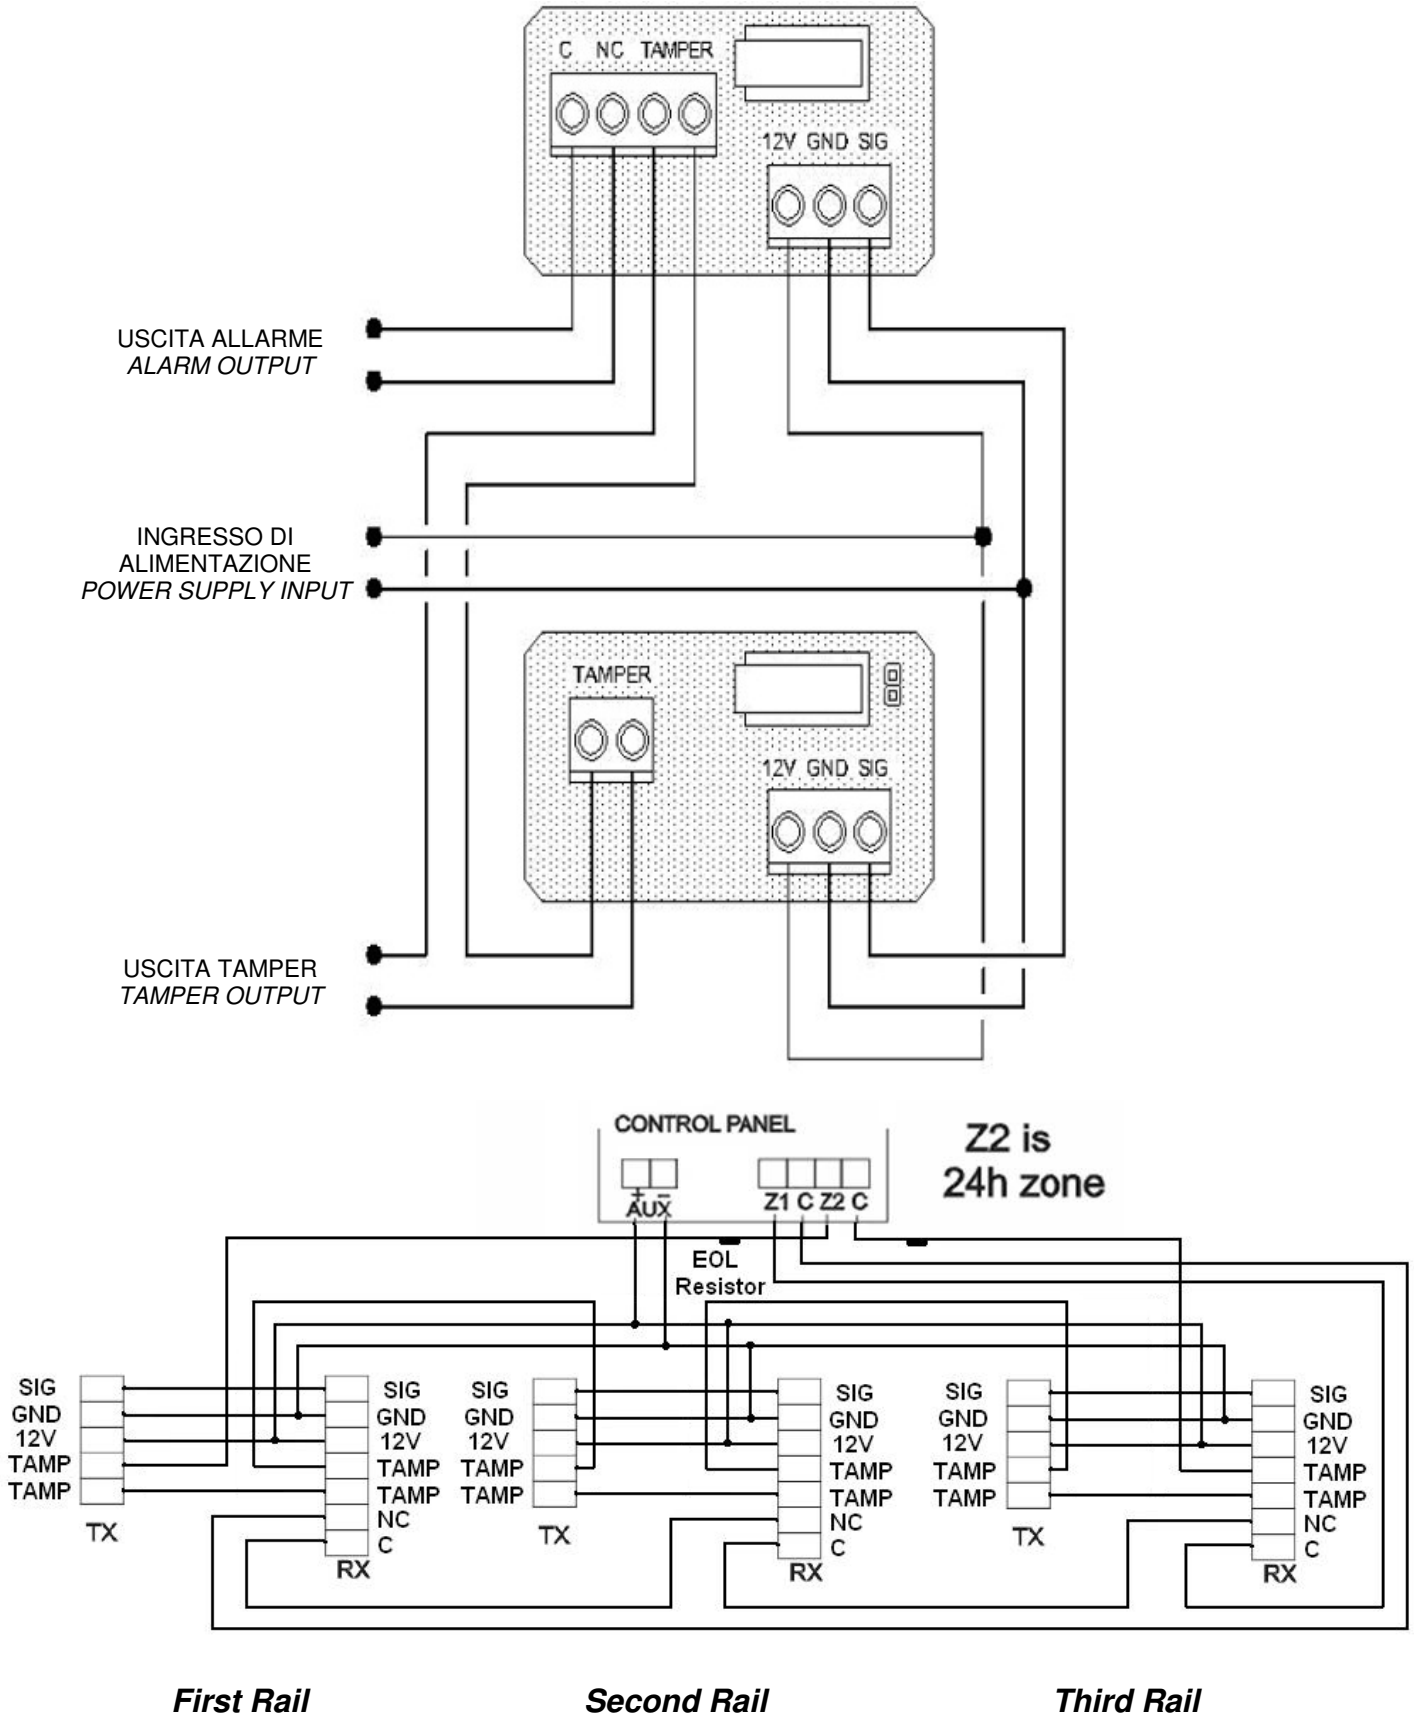 C NC TAMPER
12V GND SIG
USCITA ALLARME
ALARM OUTPUT
INGRESSO DI
ALIMENTAZIONE
POWER SUPPLY INPUT
TAMPER
12V GND SIG
USCITA TAMPER
TAMPER OUTPUT
CONTROL PANEL
Z2 is
24h zone
+ −
AUX
Z1 C Z2 C
EOL
Resistor
SIG
GND
12V
TAMP
TAMP
TX
SIG
GND
12V
TAMP
TAMP
NC
C
RX
SIG
GND
12V
TAMP
TAMP
TX
SIG
GND
12V
TAMP
TAMP
NC
C
RX
SIG
GND
12V
TAMP
TAMP
TX
SIG
GND
12V
TAMP
TAMP
NC
C
RX
First Rail
Second Rail
Third Rail